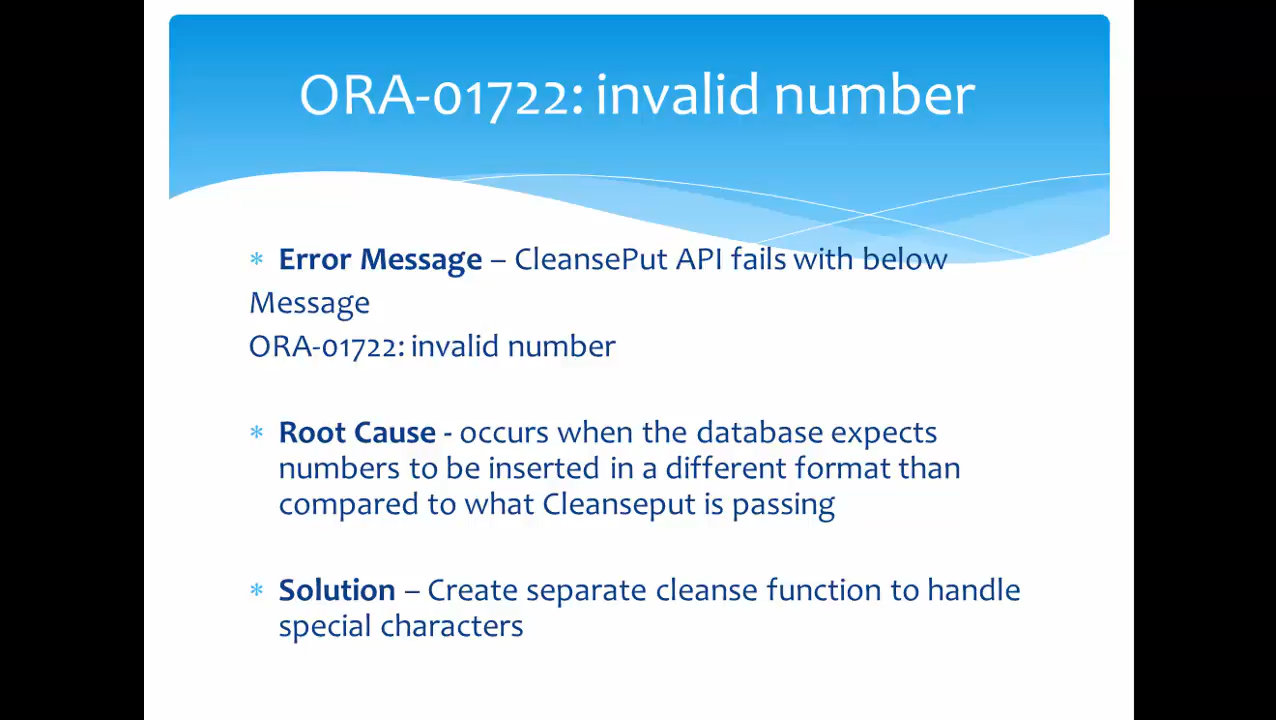 ORA-01722: invalid number
* Error Message – CleansePut API fails with below
Message
ORA-01722: invalid number
* Root Cause - occurs when the database expects
numbers to be inserted in a different format than
compared to what Cleanseput is passing
* Solution – Create separate cleanse function to handle
special characters